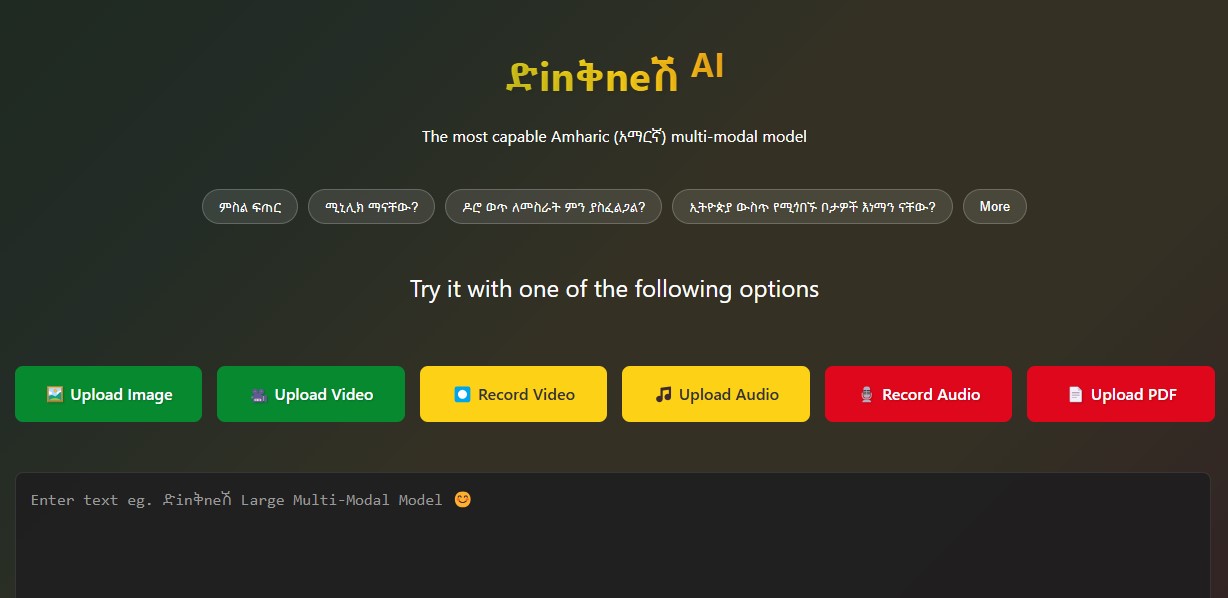 ድinቅneሽ AI
The most capable Amharic (አማርኛ) multi-modal model
ምስል ፍጠር
ሚኒሊክ ማናቸው?
ዶሮ ወጥ ለመስራት ምን ያስፈልጋል?
ኢትዮጵያ ውስጥ የሚጎበኙ ቦታዎች እነማን ናቸው?
More
Try it with one of the following options
Upload Image
Upload Video
Record Video
Upload Audio
Record Audio
Upload PDF
Enter text eg. ድinቅneሽ Large Multi-Modal Model 😊